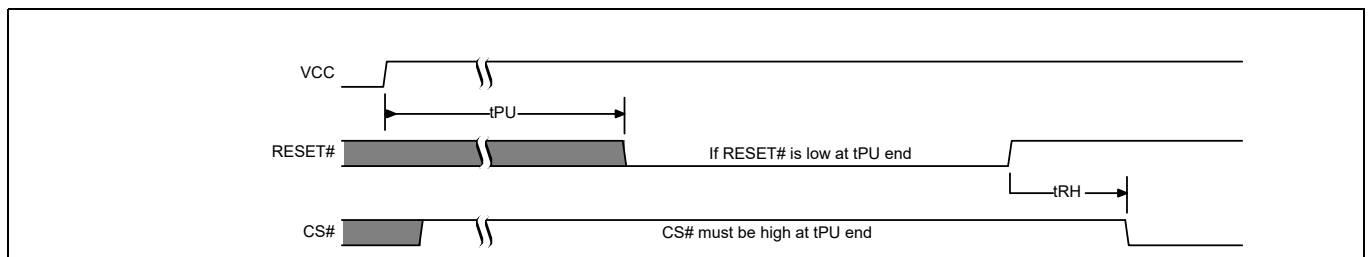 VCC
tPU
RESET#
If RESET# is low at tPU end
tRH
CS#
CS# must be high at tPU end